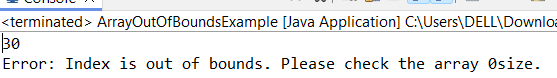 Console
<terminated> ArrayOutOfBoundsExample [Java Application] C:\Users\DELL\Downloa
30
Error: Index is out of bounds. Please check the array 0size.